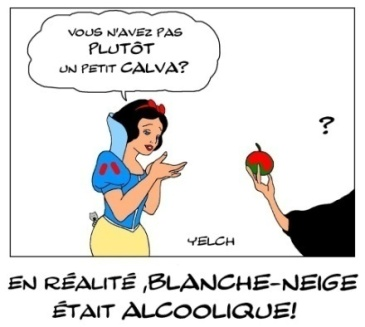 VOUS N'AVEZ PAS
PLUTÔT
UN PETIT CALVA?
?
YELCH
EN RÉALITÉ ,BLANCHE-NEIGE
ÉTAIT ALCOOLIQUE!